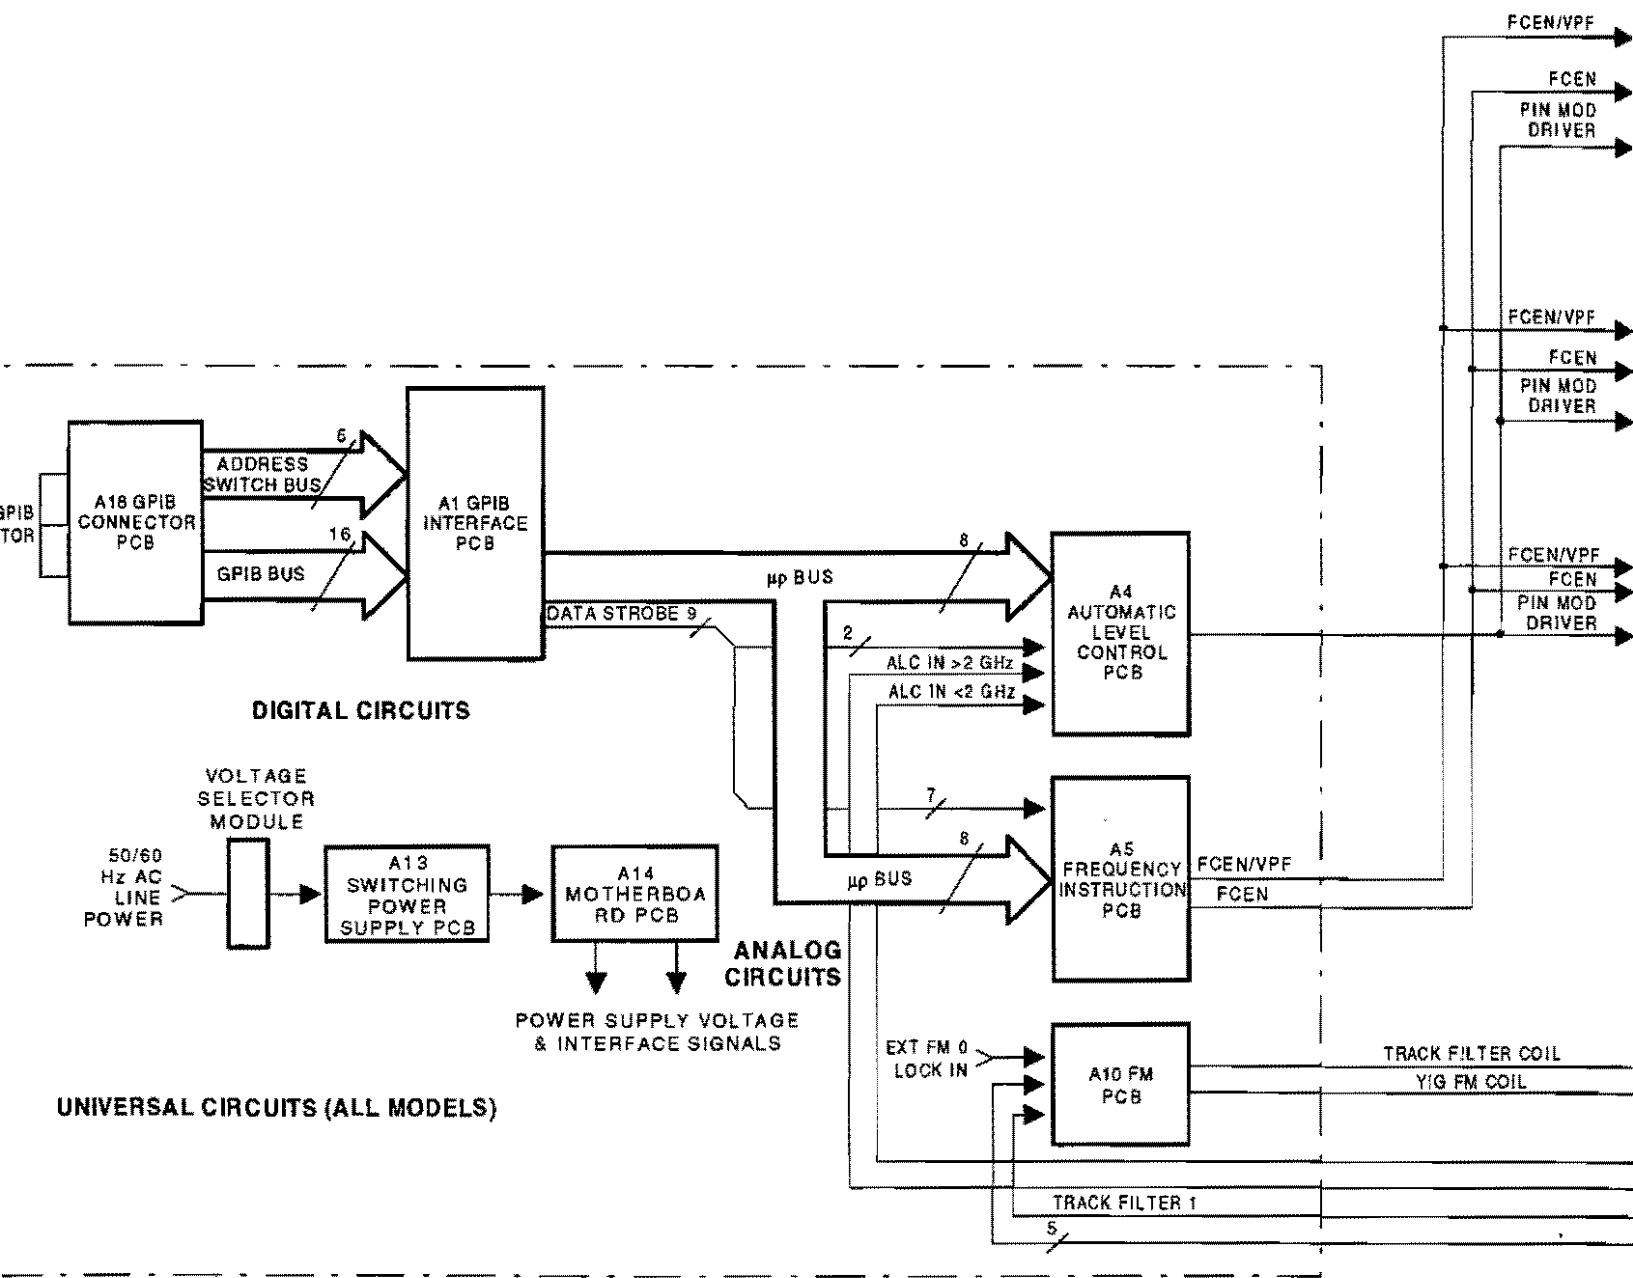 FCEN/VPF
FCEN
PIN MOD
DRIVER
FCEN/VPF
FCEN
PIN MOD
DRIVER
FCEN/VPF
FCEN
PIN MOD
DRIVER
GPIB
TOR
A18 GPIB
CONNECTOR
PCB
6
ADDRESS
SWITCH BUS
16
GPIB BUS
A1 GPIB
INTERFACE
PCB
8
µp BUS
DATA STROBE 9
2
ALC IN >2 GHz
ALC IN <2 GHz
A4
AUTOMATIC
LEVEL
CONTROL
PCB
DIGITAL CIRCUITS
7
8
µp BUS
A5
FREQUENCY
INSTRUCTION
PCB
FCEN/VPF
FCEN
VOLTAGE
SELECTOR
MODULE
50/60
Hz AC
LINE
POWER
A13
SWITCHING
POWER
SUPPLY PCB
A14
MOTHERBOA
RD PCB
ANALOG
CIRCUITS
POWER SUPPLY VOLTAGE
& INTERFACE SIGNALS
EXT FM 0
LOCK IN
A10 FM
PCB
TRACK FILTER COIL
YIG FM COIL
UNIVERSAL CIRCUITS (ALL MODELS)
TRACK FILTER 1
5